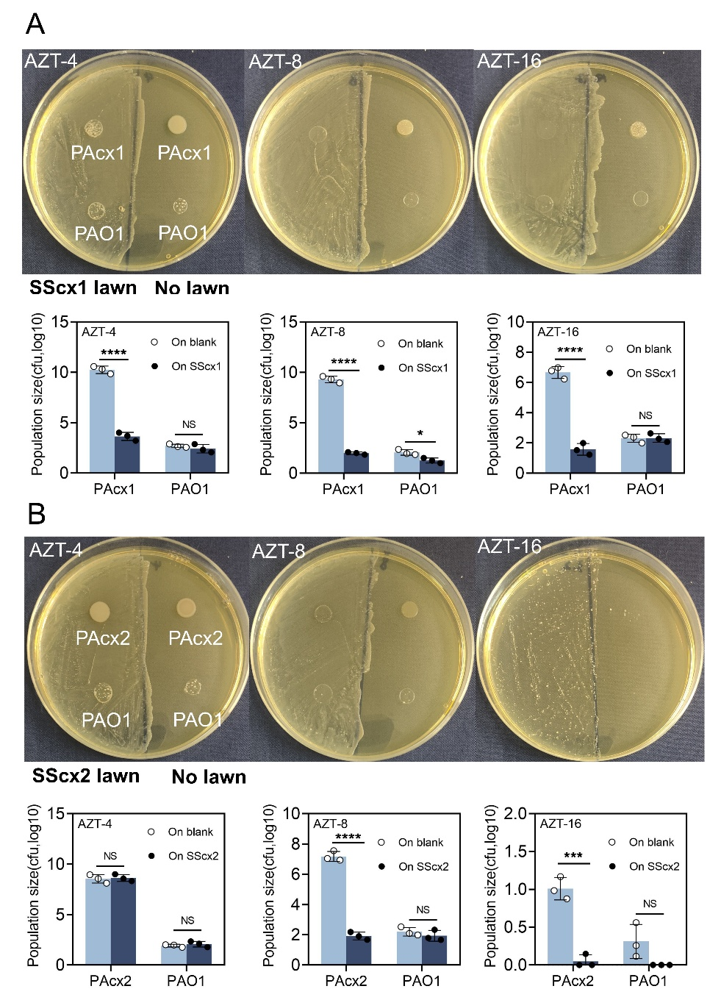 A
AZT-4 AZT-8 AZT-16
PAcx1 PAcx1
PAO1 PAO1
SScx1 lawn No lawn
Population size(cfu,log10)
15
10
5
0
AZT-4
On blank
On SScx1
****
NS
PAcx1 PAO1
Population size(cfu,log10)
15
10
5
0
AZT-8
On blank
On SScx1
****
*
PAcx1 PAO1
Population size(cfu,log10)
10
8
6
4
2
0
AZT-16
On blank
On SScx1
****
NS
PAcx1 PAO1
B
AZT-4 AZT-8 AZT-16
PAcx2 PAcx2
PAO1 PAO1
SScx2 lawn No lawn
Population size(cfu,log10)
15
10
5
0
AZT-4
On blank
On SScx2
NS
NS
PAcx2 PAO1
Population size(cfu,log10)
10
8
6
4
2
0
AZT-8
On blank
On SScx2
****
NS
PAcx2 PAO1
Population size(cfu,log10)
2.0
1.5
1.0
0.5
0.0
AZT-16
On blank
On SScx2
***
NS
PAcx2 PAO1